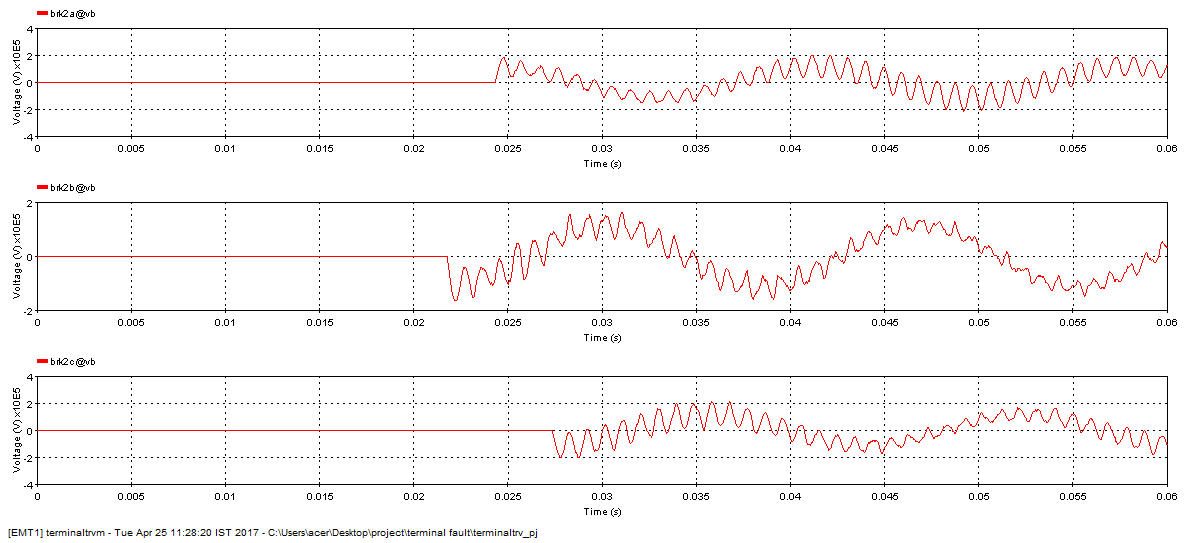 brk2a@vb
Voltage (V) x10E5
4
2
0
-2
-4
0 0.005 0.01 0.015 0.02 0.025 0.03 0.035 0.04 0.045 0.05 0.055 0.06
Time (s)
brk2b@vb
Voltage (V) x10E5
2
0
-2
0 0.005 0.01 0.015 0.02 0.025 0.03 0.035 0.04 0.045 0.05 0.055 0.06
Time (s)
brk2c@vb
Voltage (V) x10E5
4
2
0
-2
-4
0 0.005 0.01 0.015 0.02 0.025 0.03 0.035 0.04 0.045 0.05 0.055 0.06
Time (s)
[EMT1] terminaltrvm - Tue Apr 25 11:28:20 IST 2017 - C:\Users\acer\Desktop\project\terminal fault\terminaltrv_pj